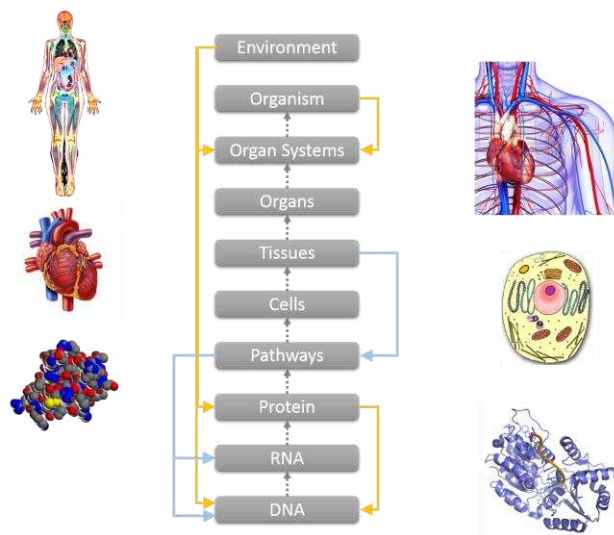 Environment
Organism
Organ Systems
Organs
Tissues
Cells
Pathways
Protein
RNA
DNA